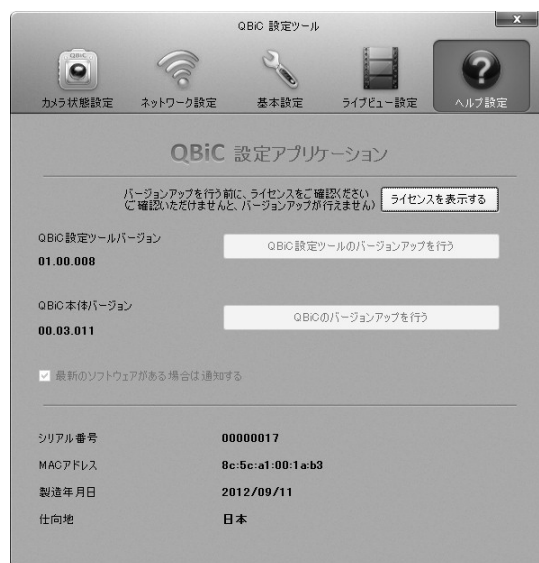 QBiC 設定ツール
x
QBIC
カメラ状態設定
ネットワーク設定
基本設定
ライブビュー設定
ヘルプ設定
QBiC 設定アプリケーション
バージョンアップを行う前に、ライセンスをご確認ください
(ご確認いただけませんと、バージョンアップが行えません)
ライセンスを表示する
QBiC設定ツールバージョン
QBiC設定ツールのバージョンアップを行う
01.00.008
QBiC本体バージョン
QBiCのバージョンアップを行う
00.03.011
最新のソフトウェアがある場合は通知する
シリアル番号 00000017
MACアドレス 8c:5c:a1:00:1a:b3
製造年月日 2012/09/11
仕向地 日本